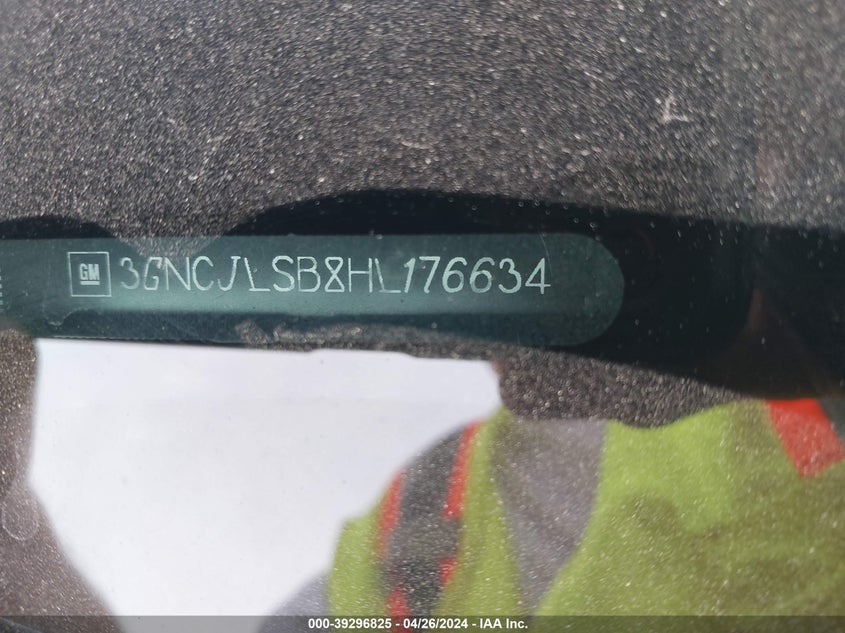 GM 3GNCJLSB8HL176634
000-39296825 - 04/26/2024 - IAA Inc.